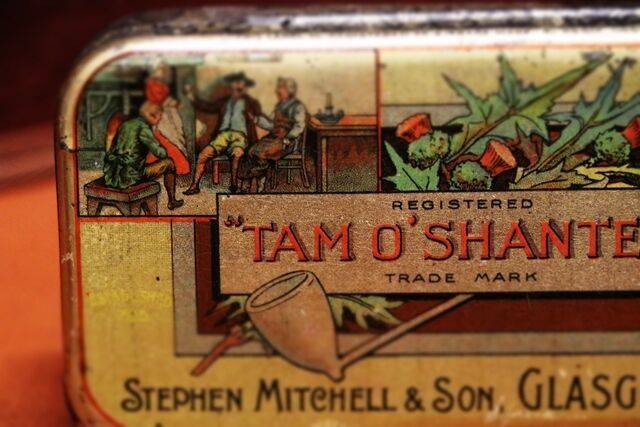 REGISTERED
"TAM O'SHANTE
TRADE MARK
STEPHEN MITCHELL & SON, GLASG